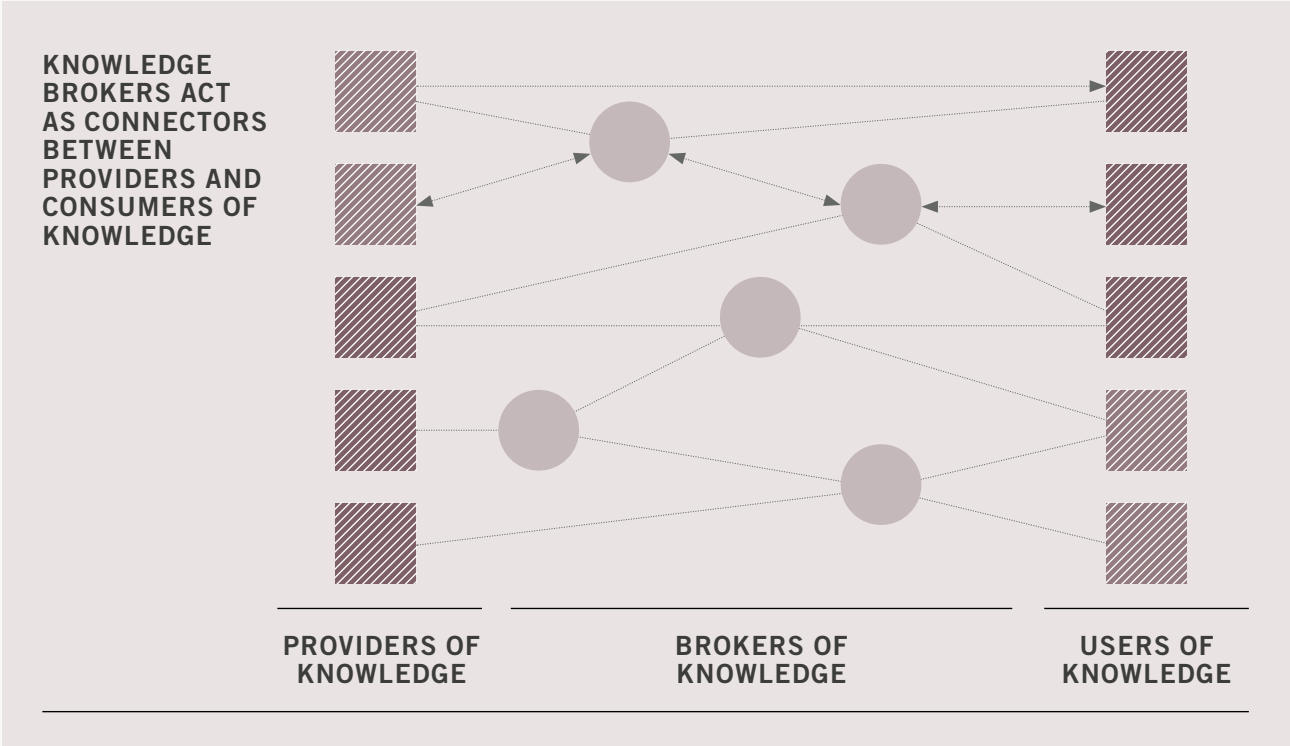 KNOWLEDGE
BROKERS ACT
AS CONNECTORS
BETWEEN
PROVIDERS AND
CONSUMERS OF
KNOWLEDGE
PROVIDERS OF
KNOWLEDGE
BROKERS OF
KNOWLEDGE
USERS OF
KNOWLEDGE